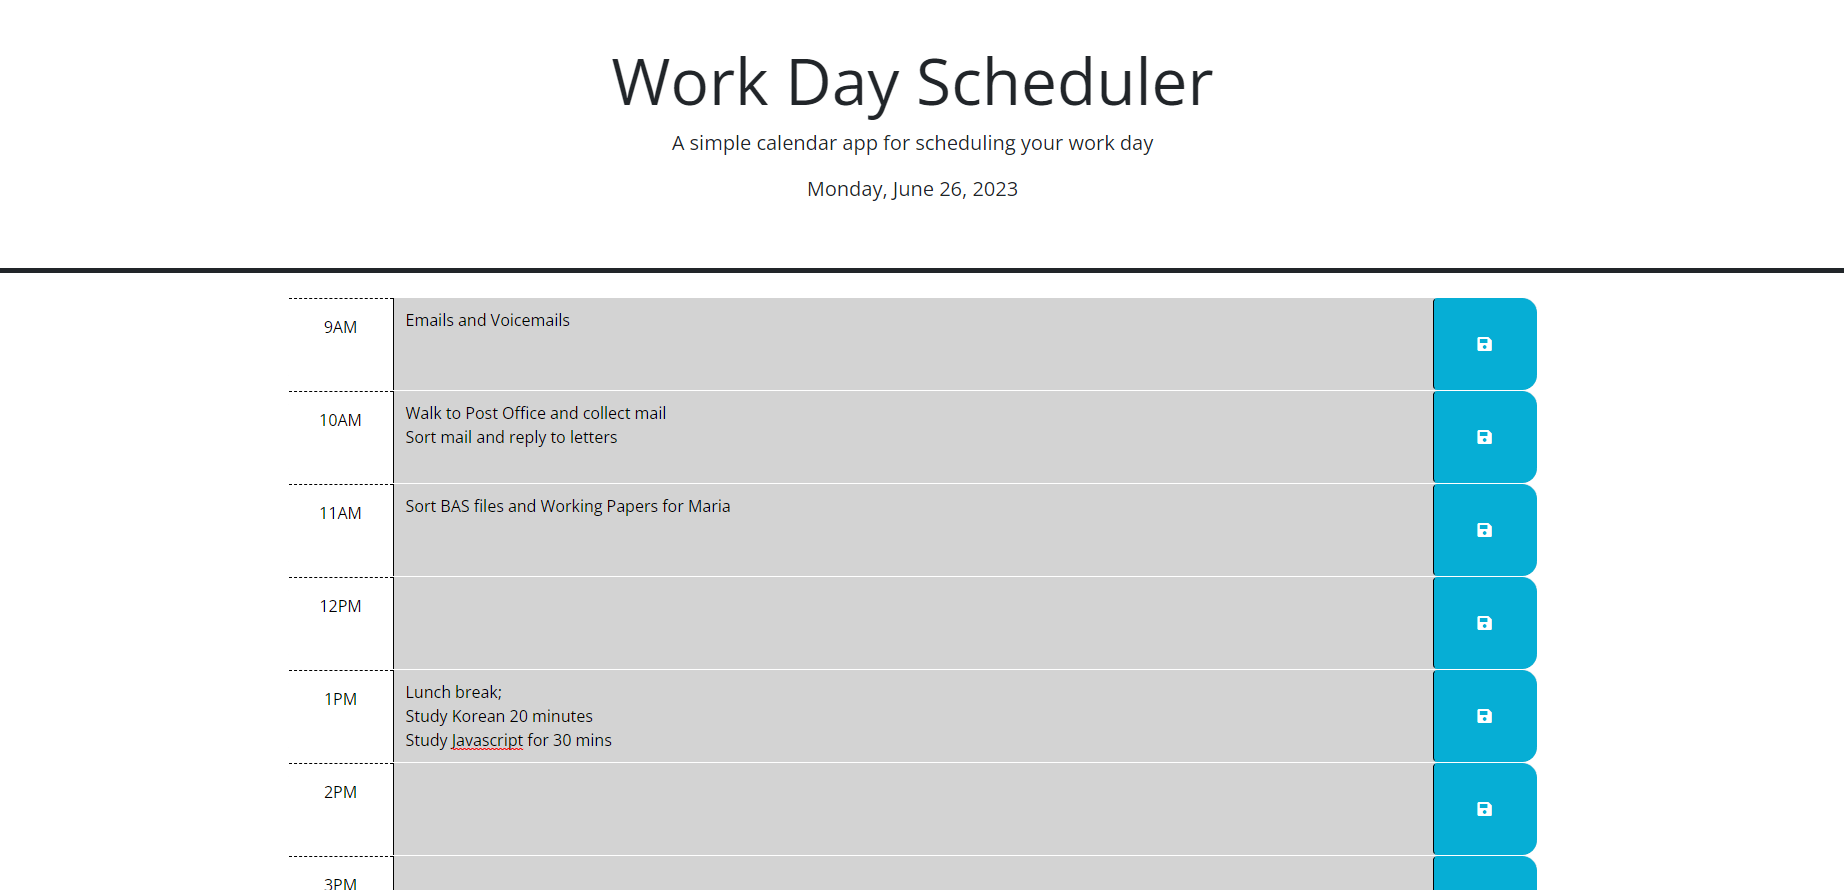 Work Day Scheduler
A simple calendar app for scheduling your work day
Monday, June 26, 2023
9AM
Emails and Voicemails
10AM
Walk to Post Office and collect mail
Sort mail and reply to letters
11AM
Sort BAS files and Working Papers for Maria
12PM
1PM
Lunch break;
Study Korean 20 minutes
Study Javascript for 30 mins
2PM
3PM